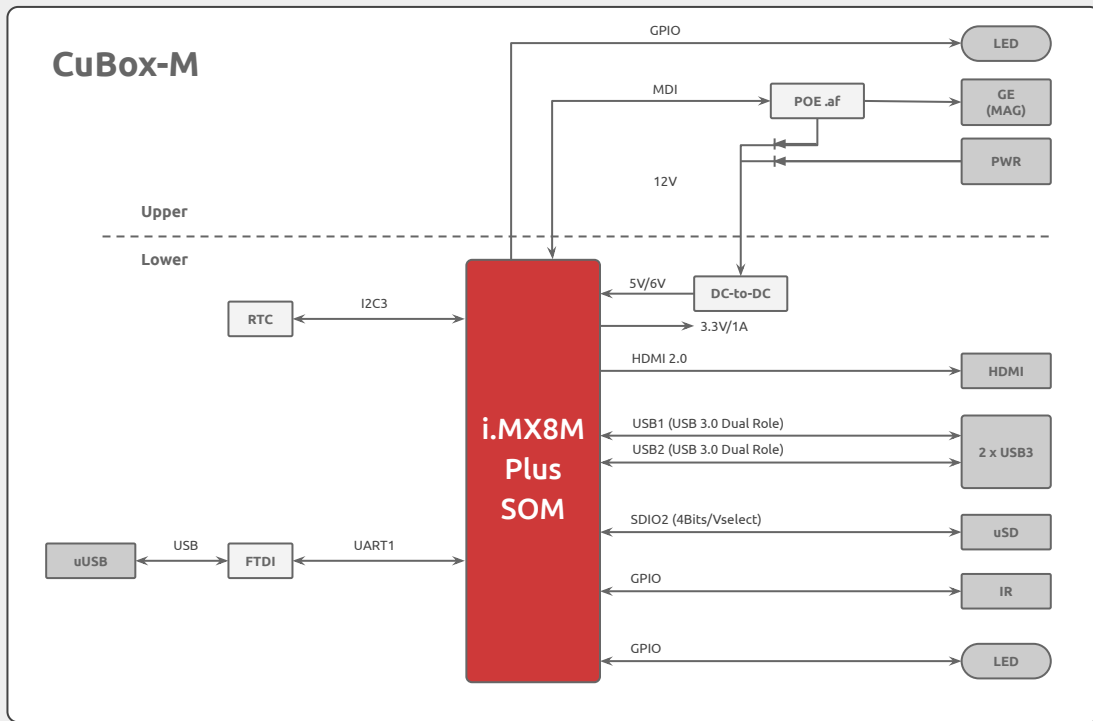 CuBox-M
GPIO
LED
MDI
POE .af
GE
(MAG)
PWR
12V
Upper
Lower
5V/6V
DC-to-DC
I2C3
RTC
3.3V/1A
HDMI 2.0
HDMI
i.MX8M
Plus
SOM
USB1 (USB 3.0 Dual Role)
USB2 (USB 3.0 Dual Role)
2 x USB3
SDIO2 (4Bits/Vselect)
uSD
uUSB
USB
FTDI
UART1
GPIO
IR
GPIO
LED